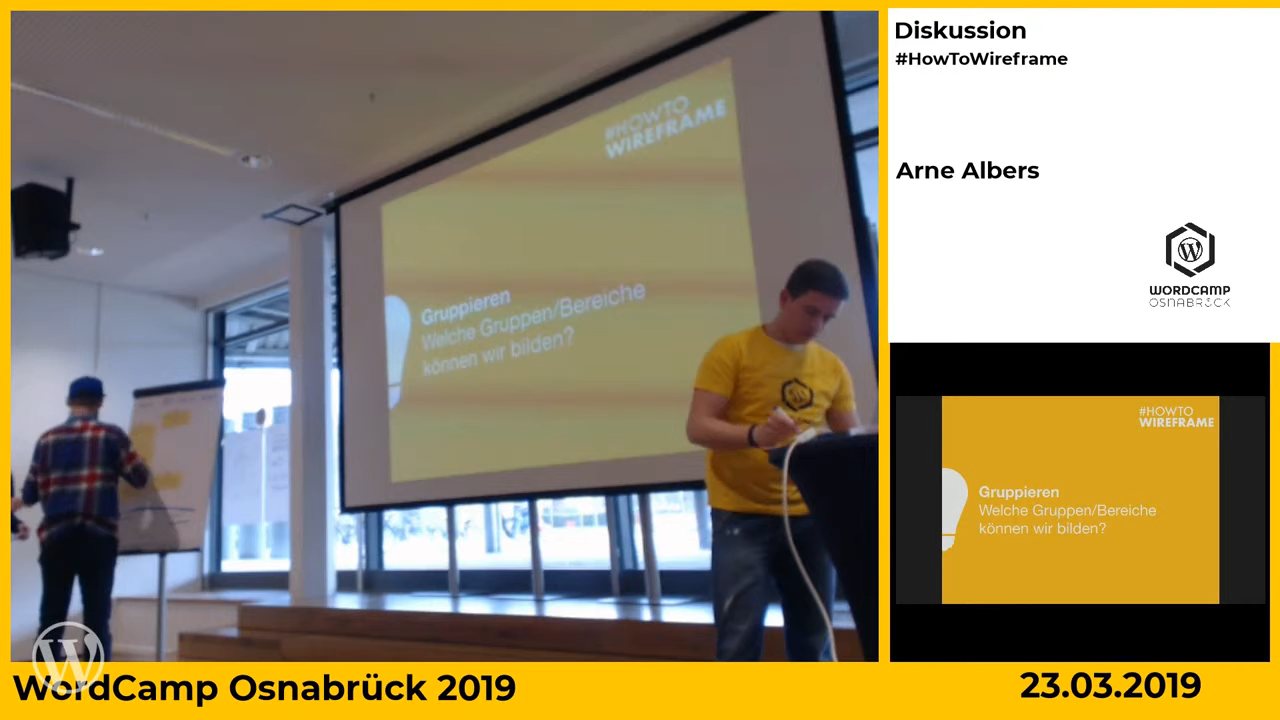 #HOWTO
WIREFRAME
Gruppieren
Welche Gruppen/Bereiche
können wir bilden?
Diskussion
#HowToWireframe
Arne Albers
WORDCAMP
OSNABRÜCK
#HOWTO
WIREFRAME
Gruppieren
Welche Gruppen/Bereiche
können wir bilden?
WordCamp Osnabrück 2019
23.03.2019